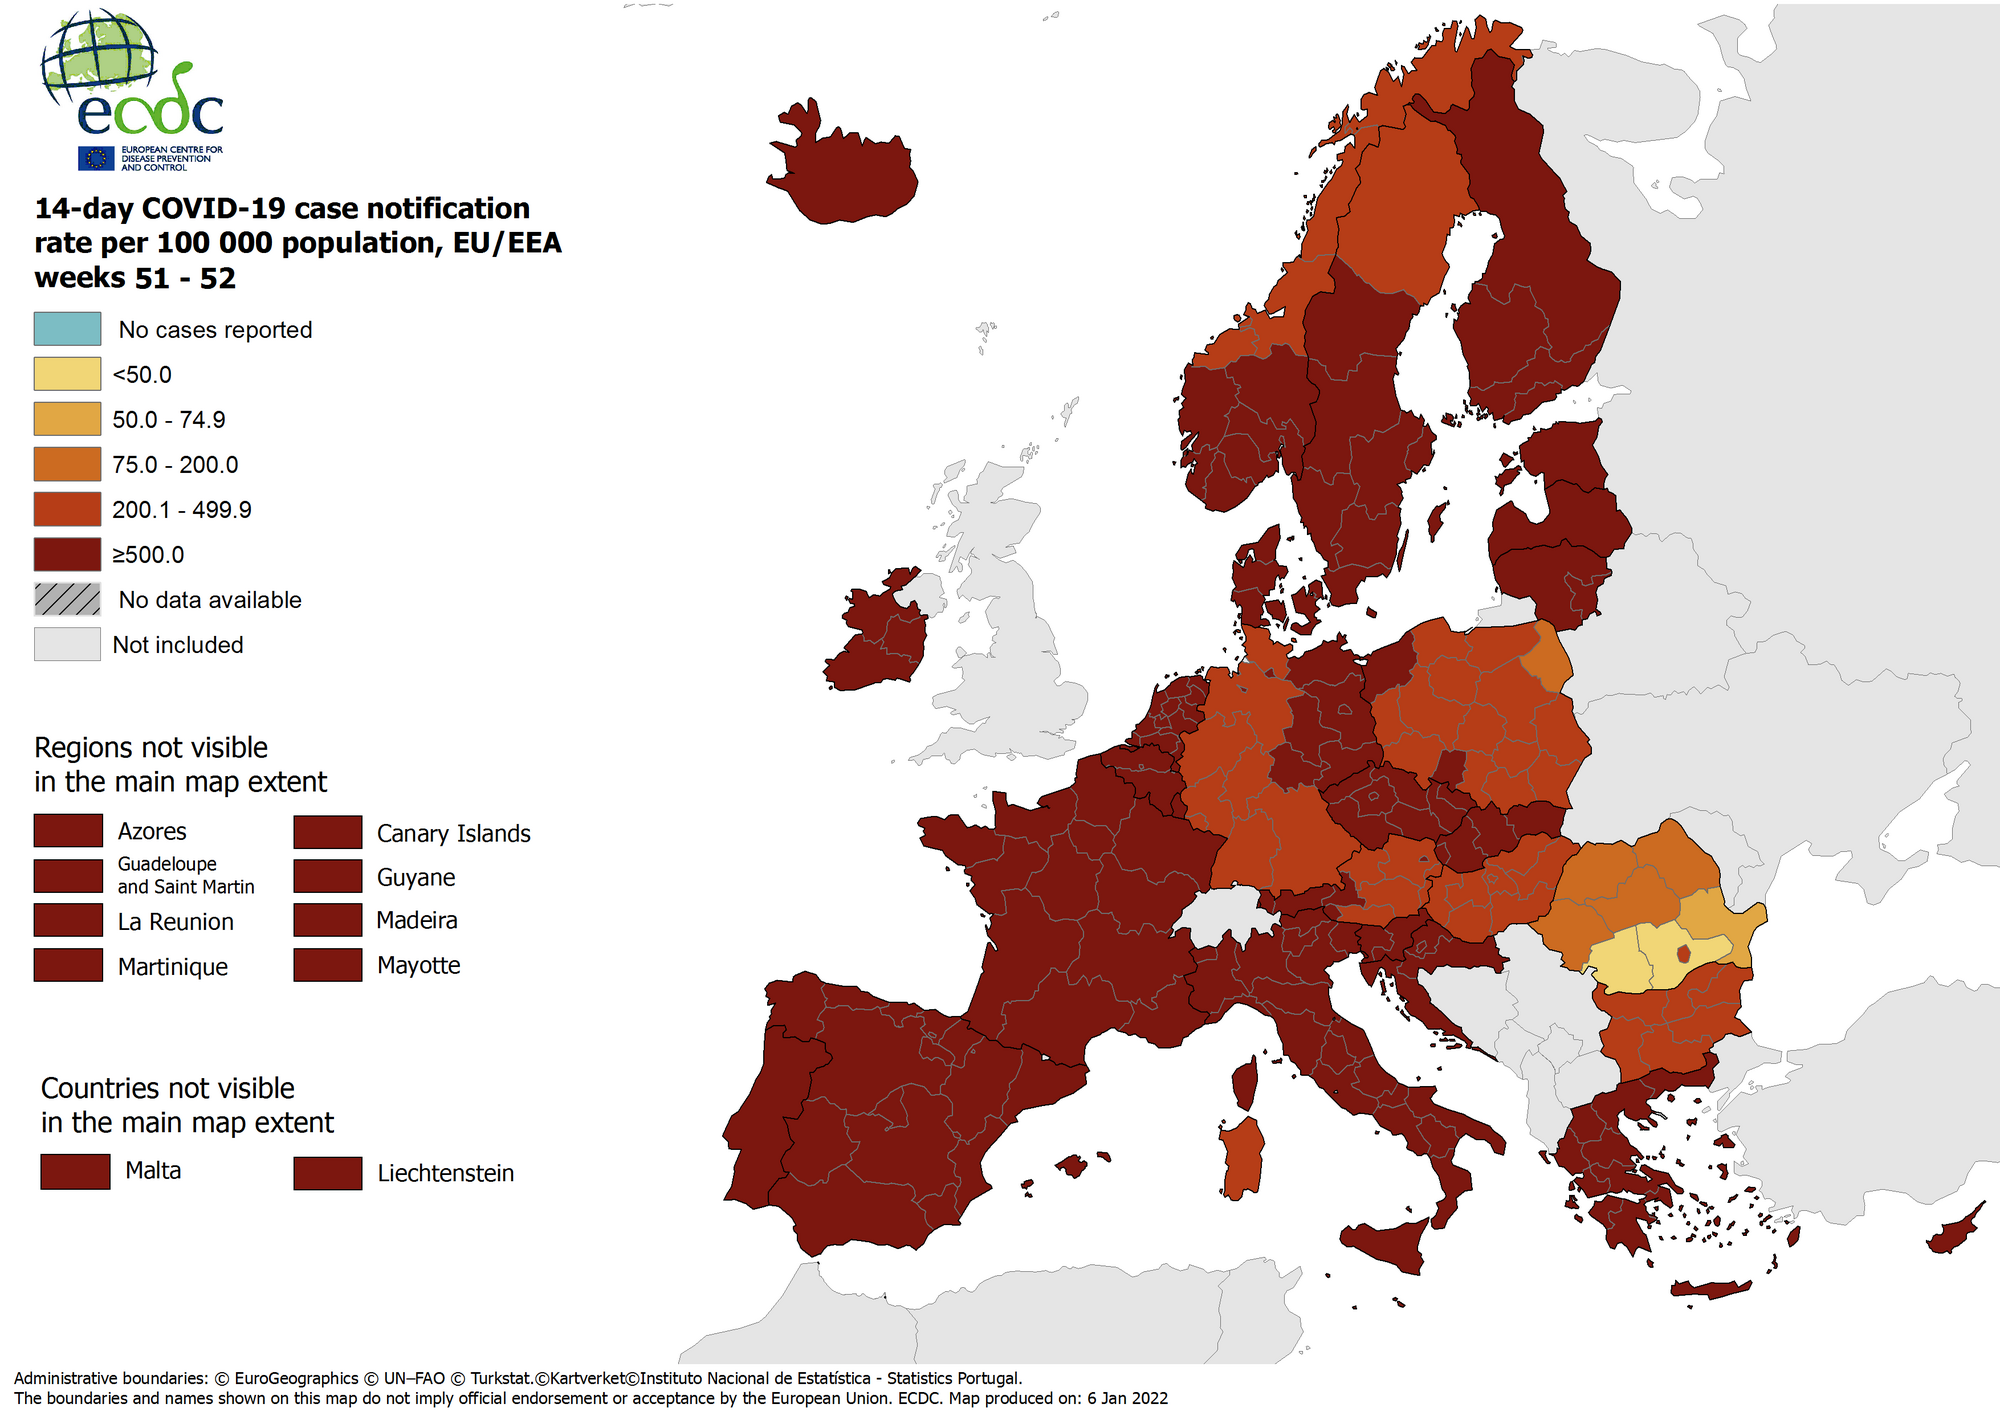 ecdc
EUROPEAN CENTRE FOR
DISEASE PREVENTION
AND CONTROL
14-day COVID-19 case notification
rate per 100 000 population, EU/EEA
weeks 51 - 52
No cases reported
<50.0
50.0 - 74.9
75.0 - 200.0
200.1 - 499.9
≥500.0
No data available
Not included
Regions not visible
in the main map extent
Azores
Canary Islands
Guadeloupe
and Saint Martin
Guyane
La Reunion
Madeira
Martinique
Mayotte
Countries not visible
in the main map extent
Malta
Liechtenstein
Administrative boundaries: © EuroGeographics © UN–FAO © Turkstat.©Kartverket©Instituto Nacional de Estatística - Statistics Portugal.
The boundaries and names shown on this map do not imply official endorsement or acceptance by the European Union. ECDC. Map produced on: 6 Jan 2022